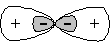 + - - +